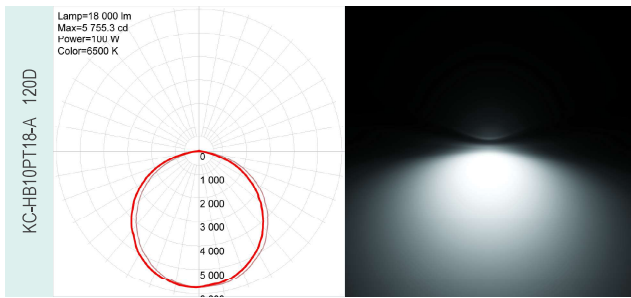 KC-HB10PT18-A 120D
Lamp=18 000 lm
Max=5 755.3 cd
Power=100 W
Color=6500 K
0
1 000
2 000
3 000
4 000
5 000